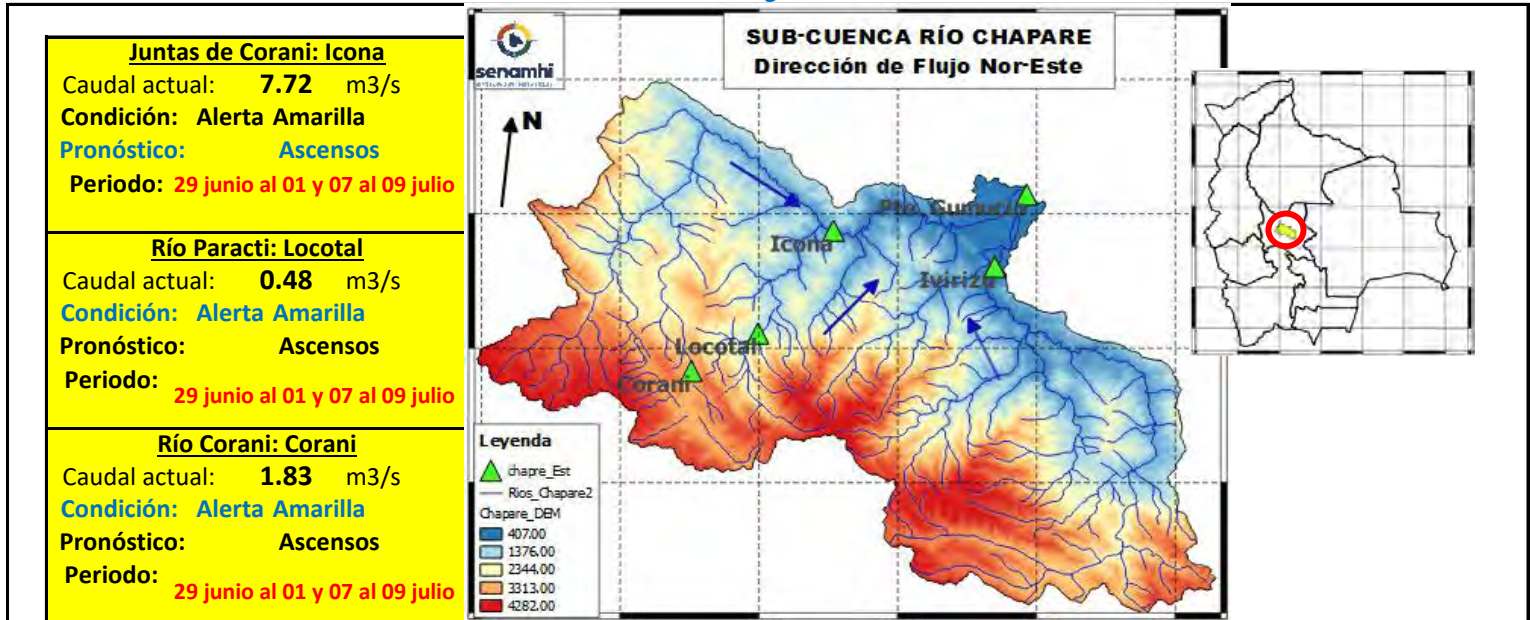 Juntas de Corani: Icona
Caudal actual: 7.72 m3/s
Condición: Alerta Amarilla
Pronóstico: Ascensos
Periodo: 29 junio al 01 y 07 al 09 julio
Río Paracti: Locotal
Caudal actual: 0.48 m3/s
Condición: Alerta Amarilla
Pronóstico: Ascensos
Periodo:
29 junio al 01 y 07 al 09 julio
Río Corani: Corani
Caudal actual: 1.83 m3/s
Condición: Alerta Amarilla
Pronóstico: Ascensos
Periodo:
29 junio al 01 y 07 al 09 julio
senamhi
SUB-CUENCA RÍO CHAPARE
Dirección de Flujo Nor-Este
N
Icona
Locotal
Corani
Leyenda
chapre_Est
Rios_Chapare2
Chapare_DEM
407.00
1376.00
2344.00
3313.00
4282.00